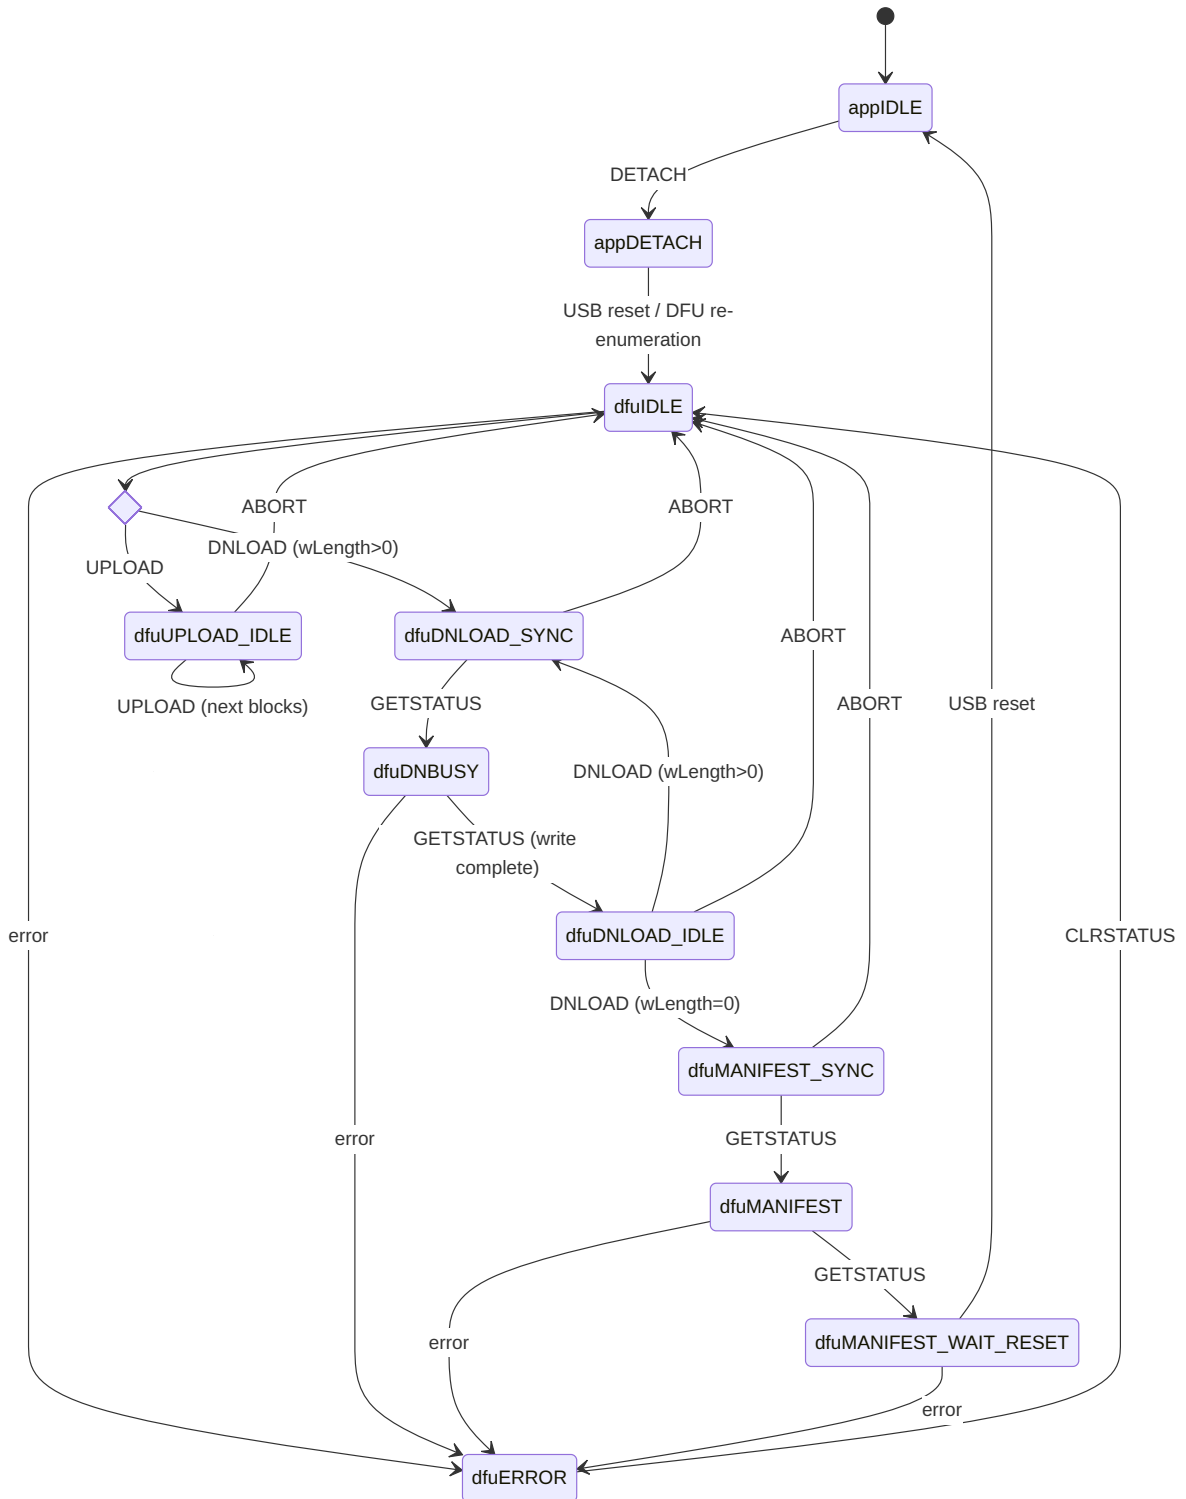 appIDLE
DETACH
appDETACH
USB reset / DFU re-
enumeration
dfuIDLE
ABORT
ABORT
DNLOAD (wLength>0)
UPLOAD
dfuUPLOAD_IDLE
dfuDNLOAD_SYNC
ABORT
UPLOAD (next blocks)
GETSTATUS
ABORT
USB reset
dfuDNBUSY
DNLOAD (wLength>0)
GETSTATUS (write
complete)
error
dfuDNLOAD_IDLE
CLRSTATUS
DNLOAD (wLength=0)
dfuMANIFEST_SYNC
error
GETSTATUS
dfuMANIFEST
GETSTATUS
error
dfuMANIFEST_WAIT_RESET
error
dfuERROR